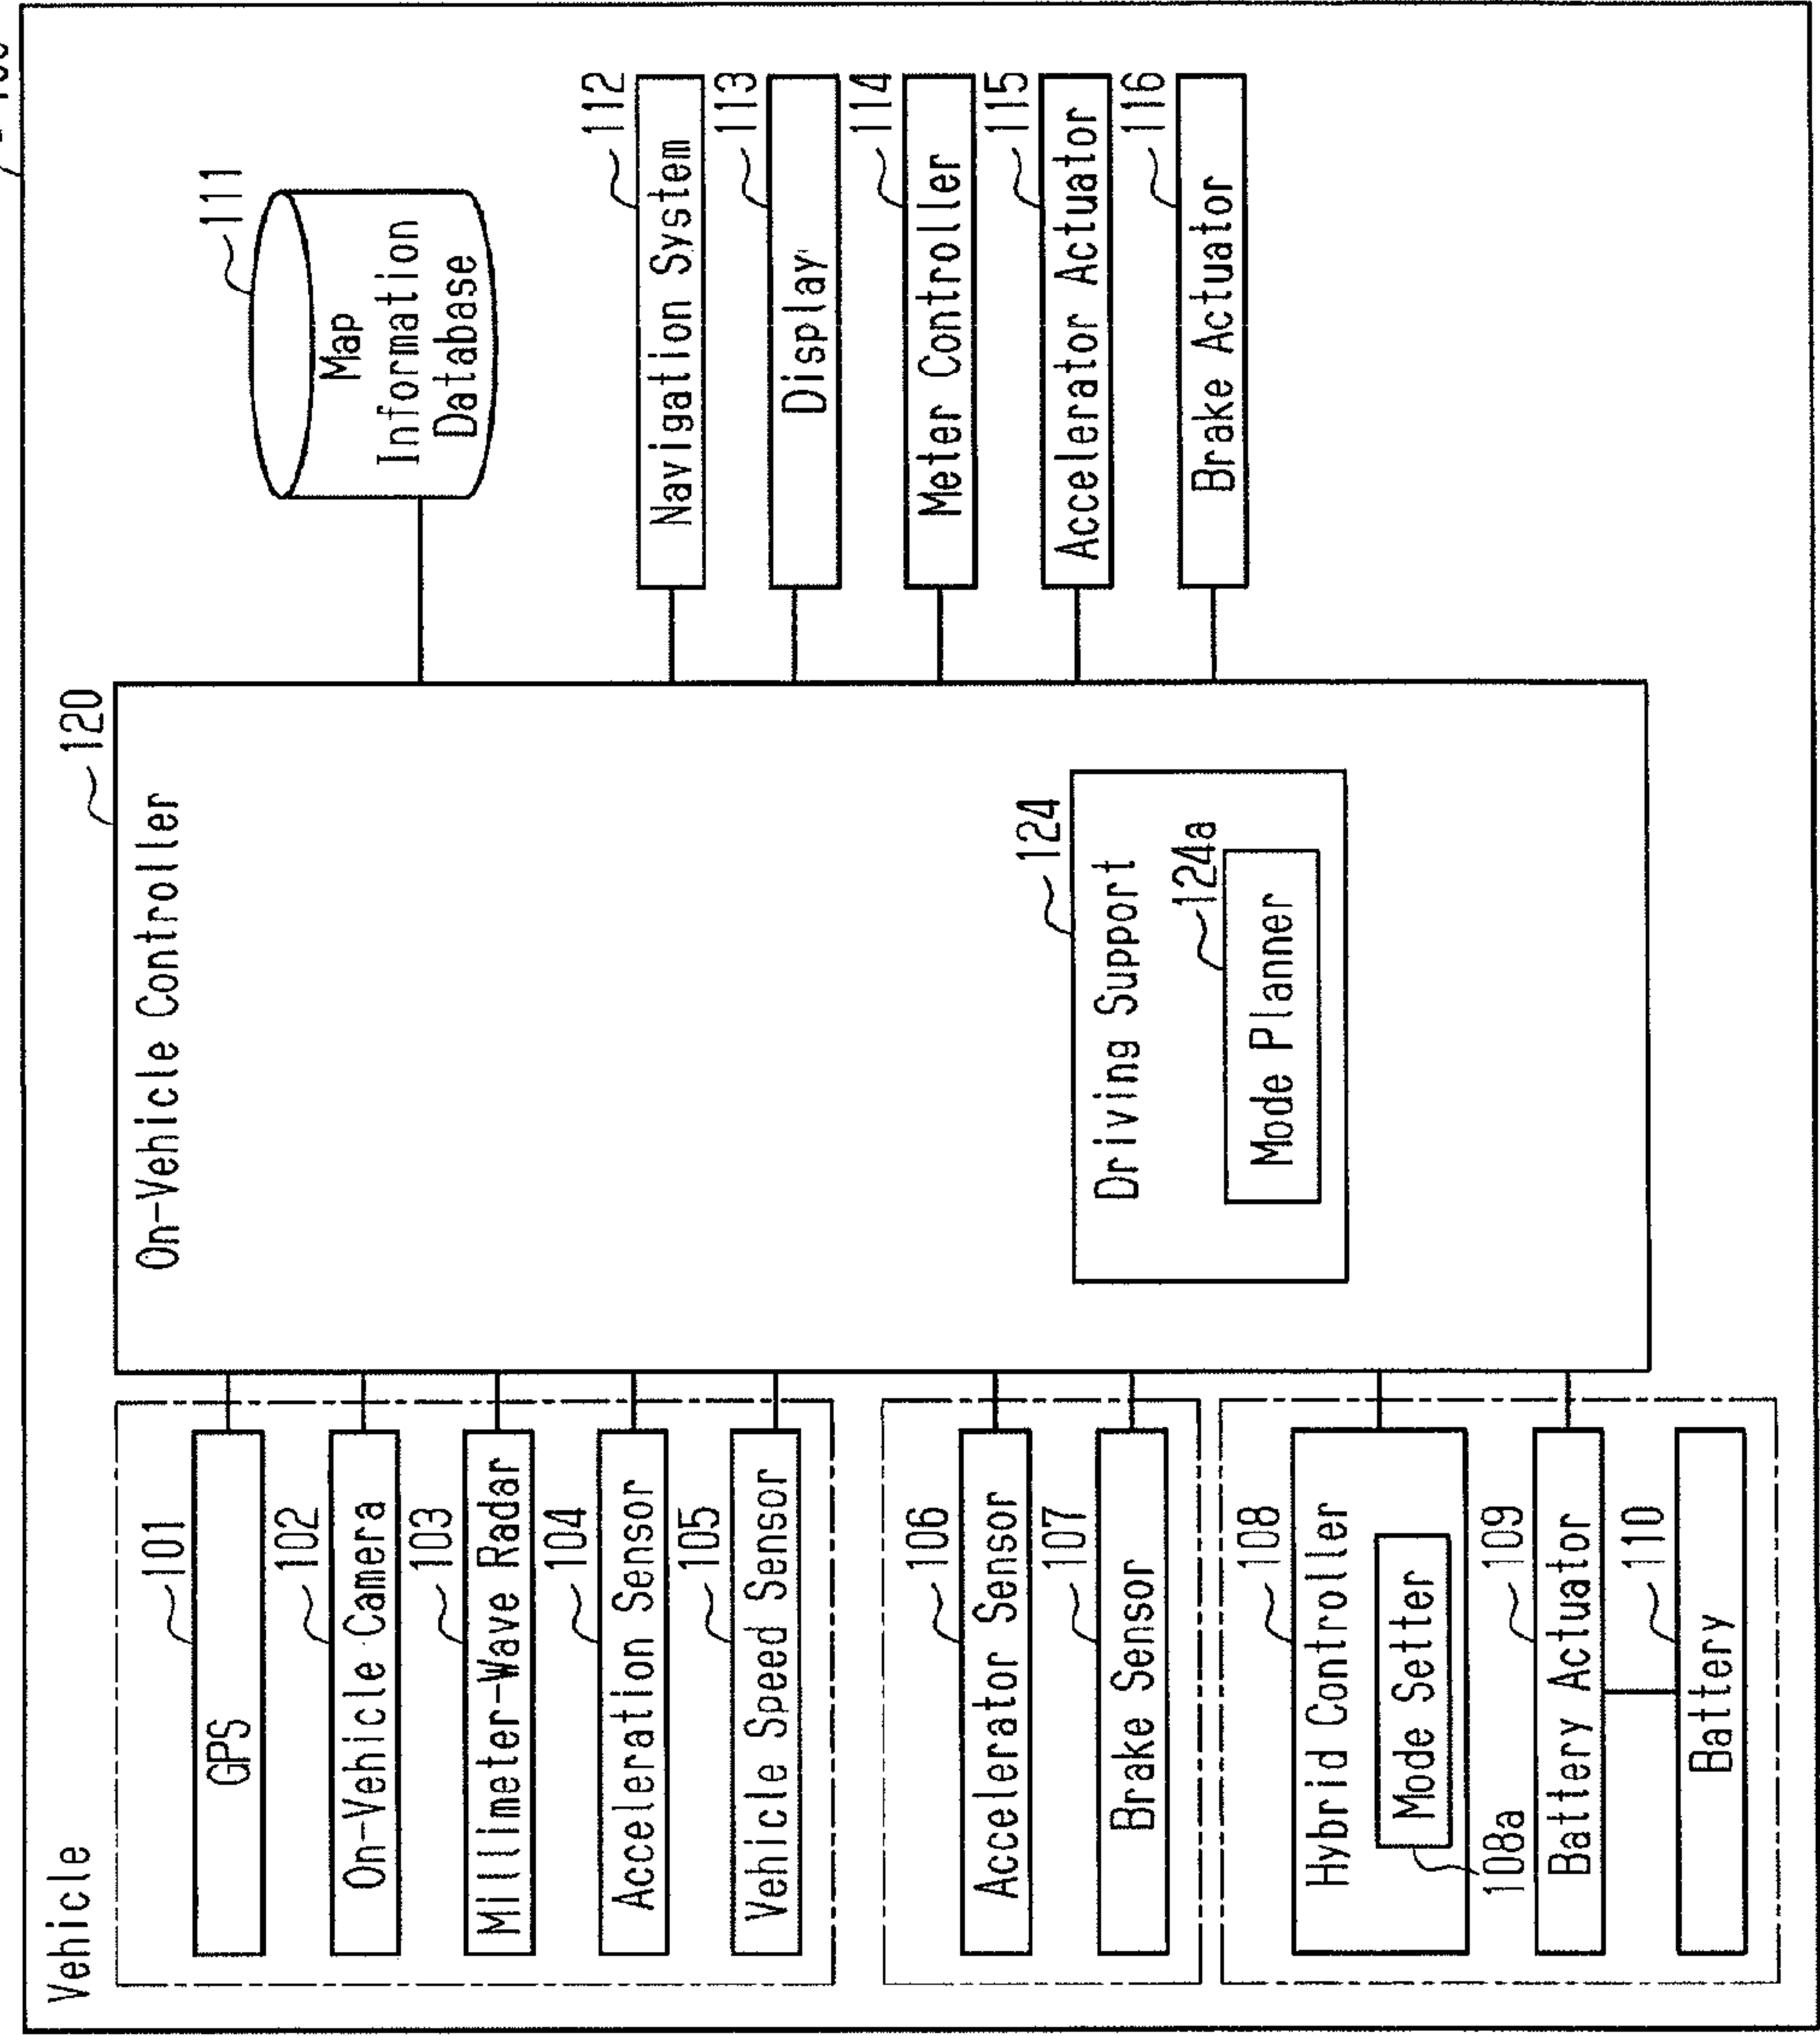 Vehicle
101
GPS
102
On-Vehicle Camera
103
Millimeter-Wave Radar
104
Acceleration Sensor
105
Vehicle Speed Sensor
106
Accelerator Sensor
107
Brake Sensor
108
Hybrid Controller
Mode Setter
108a
109
Battery Actuator
110
Battery
120
On-Vehicle Controller
124
Driving Support
124a
Mode Planner
111
Map
Information
Database
112
Navigation System
113
Display
114
Meter Controller
115
Accelerator Actuator
116
Brake Actuator